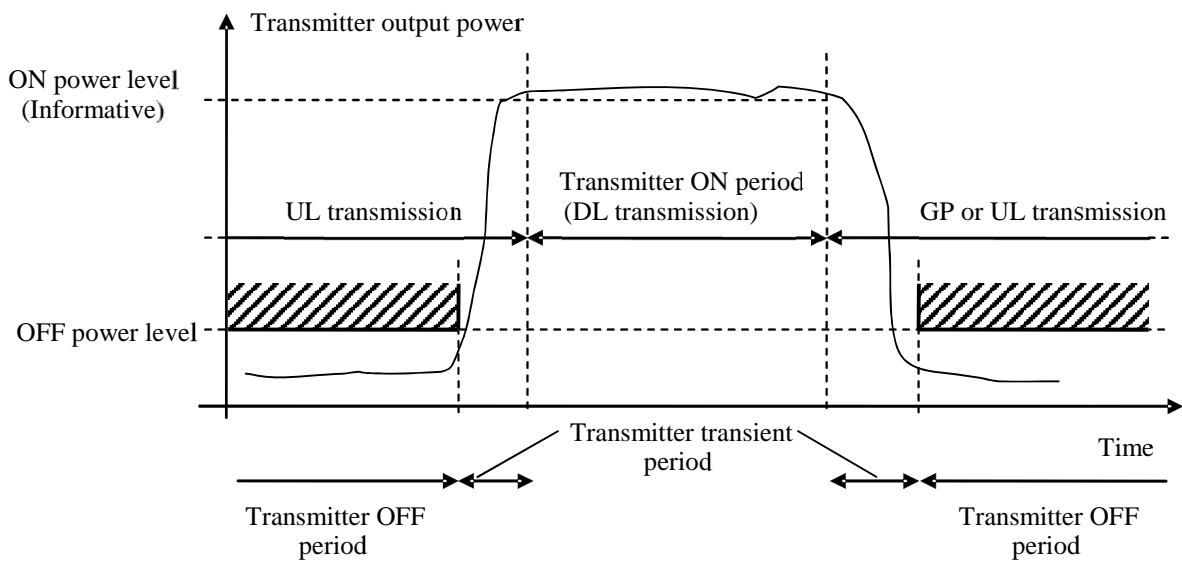 Transmitter output power
ON power level
(Informative)
Transmitter ON period
(DL transmission)
UL transmission
GP or UL transmission
OFF power level
Transmitter transient
period
Time
Transmitter OFF
period
Transmitter OFF
period